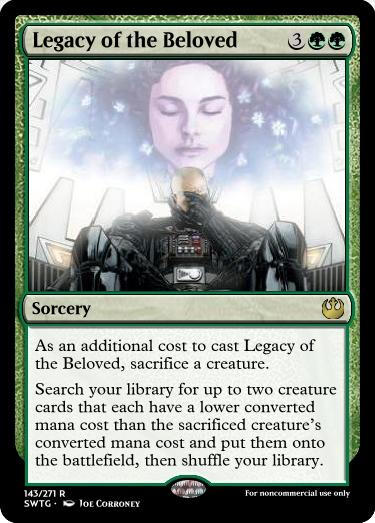 Legacy of the Beloved 3
Sorcery
As an additional cost to cast Legacy of
the Beloved, sacrifice a creature.
Search your library for up to two creature
cards that each have a lower converted
mana cost than the sacrificed creature's
converted mana cost and put them onto
the battlefield, then shuffle your library.
143/271 R
For noncommercial use only
SWTG · Joe Corroney